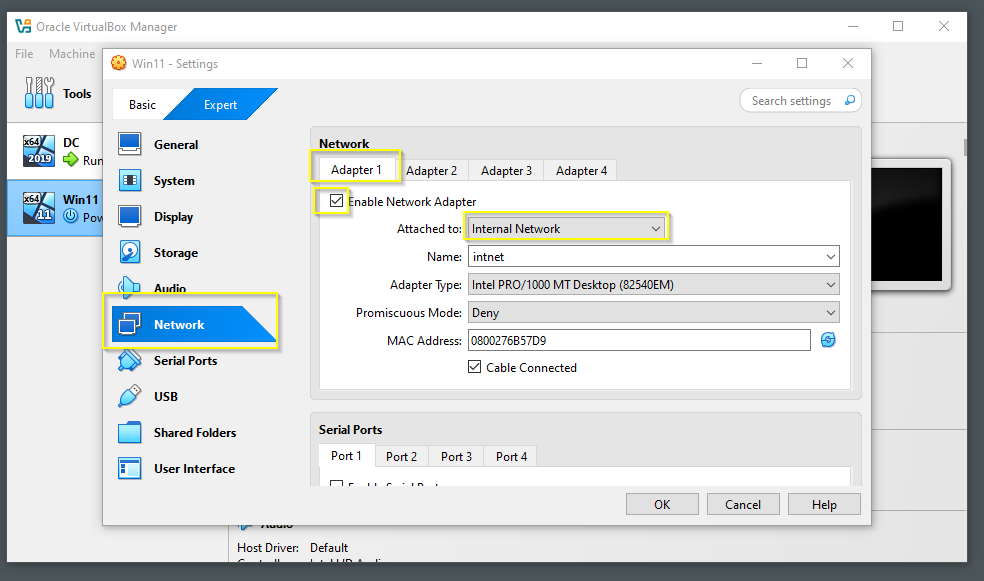 Oracle VirtualBox Manager
File Machine
Win11 - Settings
Tools
Basic Expert
Search settings
x64
2019
DC
Run
x64
11
Win11
Pow
General
System
Display
Storage
Audio
Network
Serial Ports
USB
Shared Folders
User Interface
Network
Adapter 1 Adapter 2 Adapter 3 Adapter 4
Enable Network Adapter
Attached to: Internal Network
Name: intnet
Adapter Type: Intel PRO/1000 MT Desktop (82540EM)
Promiscuous Mode: Deny
MAC Address: 0800276B57D9
Cable Connected
Serial Ports
Port 1 Port 2 Port 3 Port 4
OK Cancel Help
Audio
Host Driver: Default